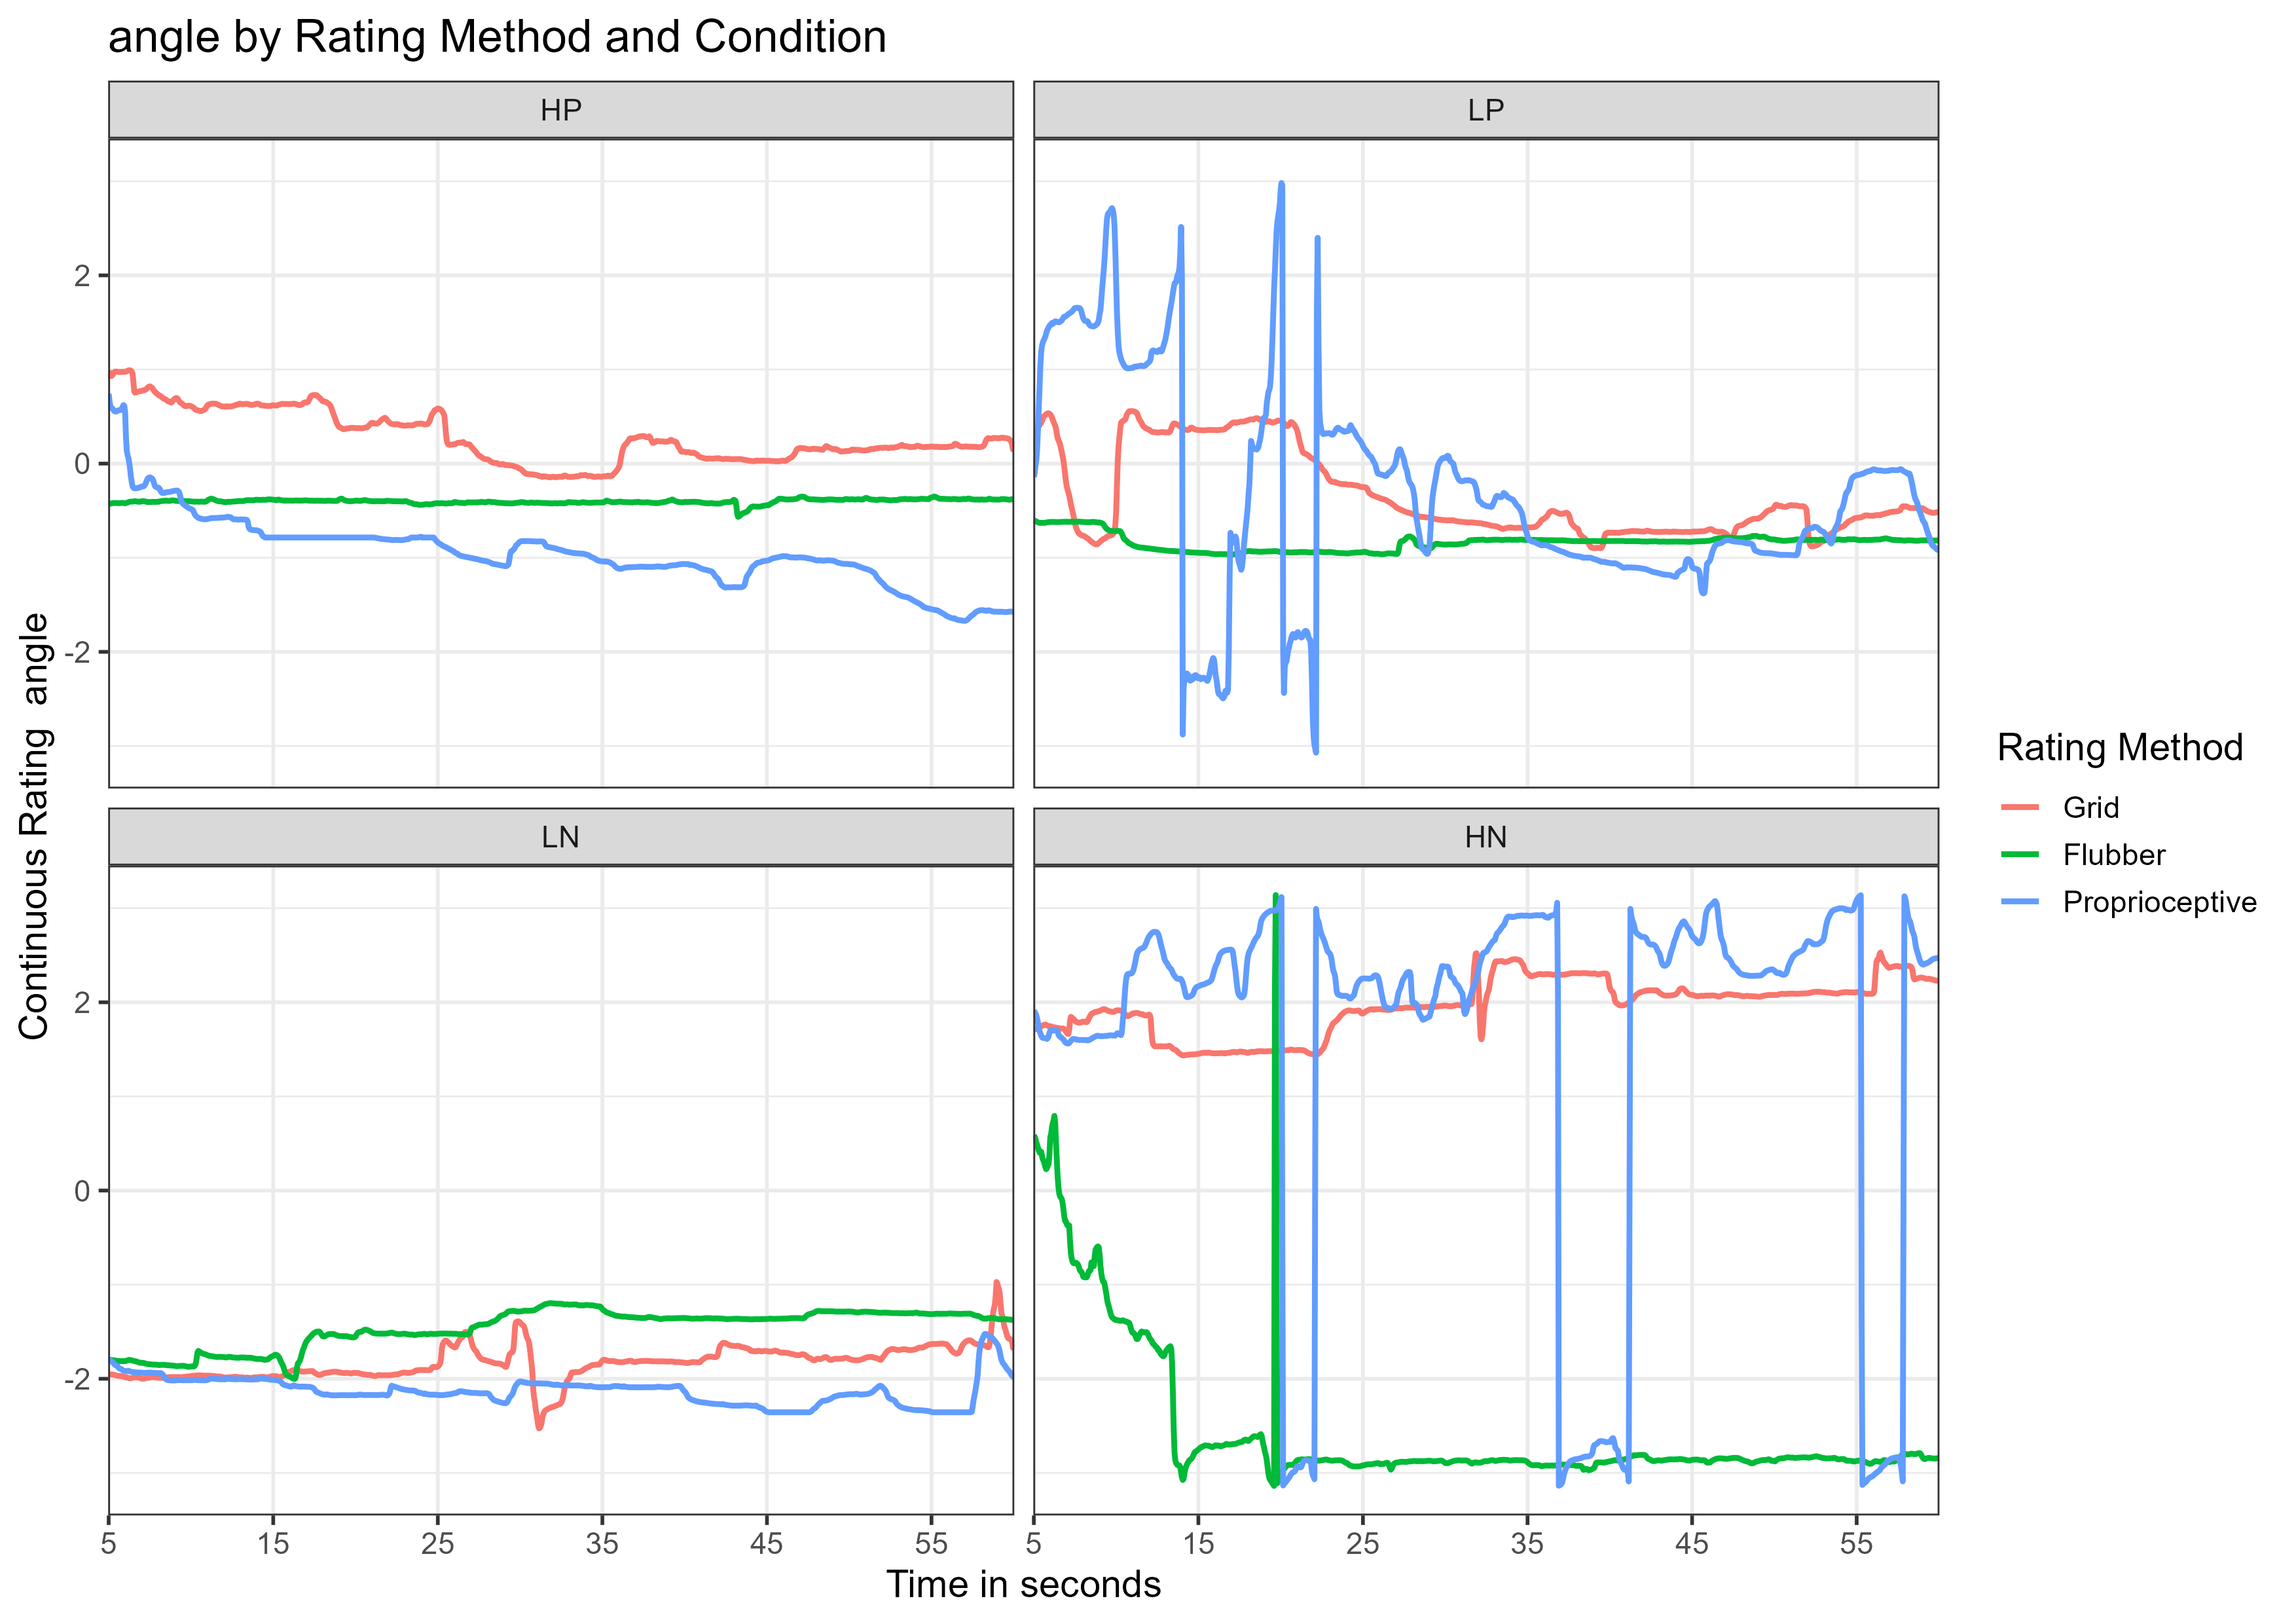 angle by Rating Method and Condition
HP
LP
2
0
-2
LN
HN
2
0
-2
5 15 25 35 45 55
5 15 25 35 45 55
Time in seconds
Continuous Rating  angle
Rating Method
Grid
Flubber
Proprioceptive